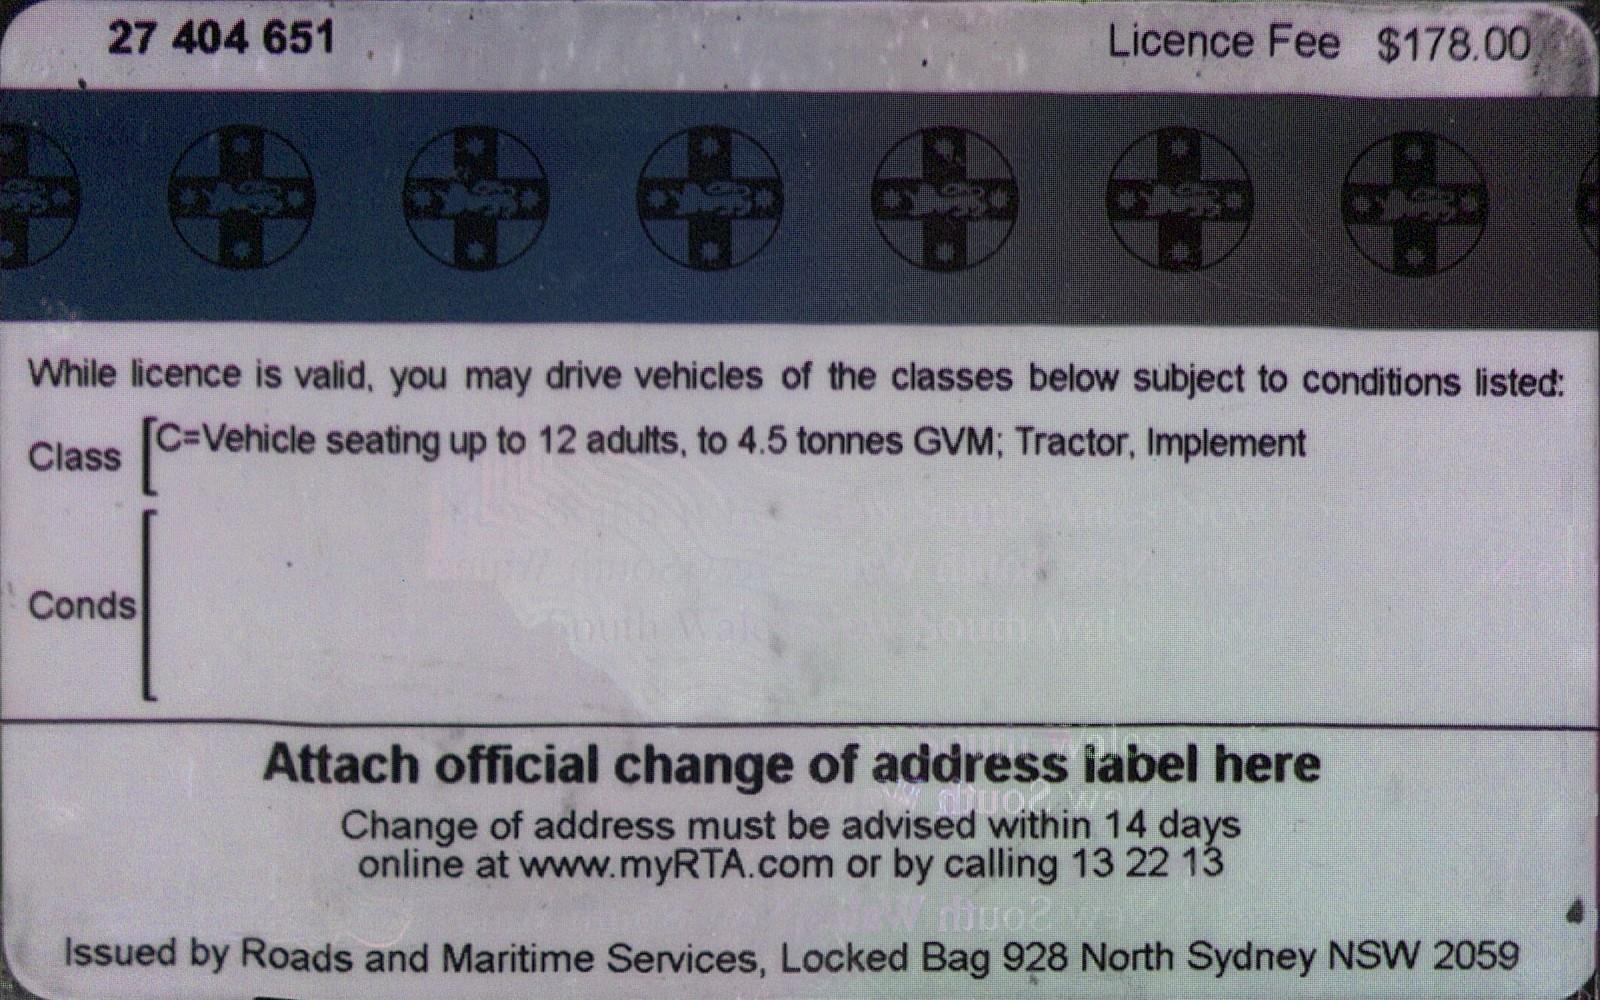 27 404 651 Licence Fee $178.00
While licence is valid, you may drive vehicles of the classes below subject to conditions listed:
Class [C=Vehicle seating up to 12 adults, to 4.5 tonnes GVM; Tractor, Implement
Conds [
Attach official change of address label here
Change of address must be advised within 14 days
online at www.myRTA.com or by calling 13 22 13
Issued by Roads and Maritime Services, Locked Bag 928 North Sydney NSW 2059